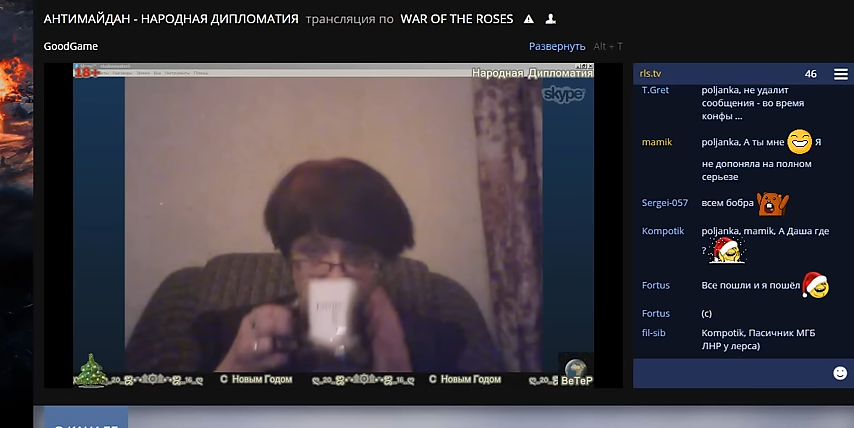 АНТИМАЙДАН - НАРОДНАЯ ДИПЛОМАТИЯ трансляция по WAR OF THE ROSES
GoodGame
Развернуть Alt + T
18+
Народная Дипломатия
skype
С Новым Годом
С Новым Годом
ВеТеР
rls.tv 46
T.Gret poljanka, не удалит
сообщения - во время
конфы ...
mamik poljanka, А ты мне Я
не допоняла на полном
серьезе
Sergei-057 всем бобра
Kompotik poljanka, mamik, А Даша где
?
Fortus Все пошли и я пошёл
Fortus (с)
fil-sib Kompotik, Пасичник МГБ
ЛНР у лерса)